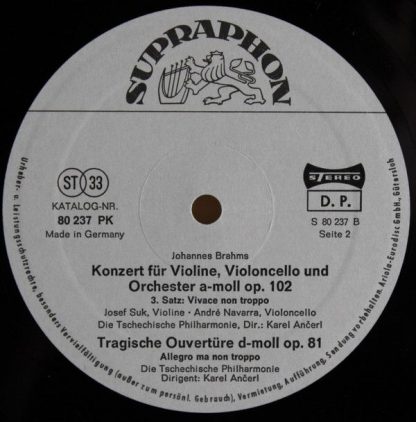 SUPRAPHON
ST 33
KATALOG-NR.
80 237 PK
Made in Germany
STEREO
D. P.
S 80 237 B
Seite 2
Johannes Brahms
Konzert für Violine, Violoncello und
Orchester a-moll op. 102
3. Satz: Vivace non troppo
Josef Suk, Violine · André Navarra, Violoncello
Die Tschechische Philharmonie, Dir.: Karel Ančerl
Tragische Ouvertüre d-moll op. 81
Allegro ma non troppo
Die Tschechische Philharmonie
Dirigent: Karel Ančerl
Urheber- u. Leistungsschutzrechte, besonders Vervielfältigung (außer zum persönl. Gebrauch), Vermietung, Aufführung, Sendung vorbehalten. Ariola-Eurodisc GmbH., Gütersloh